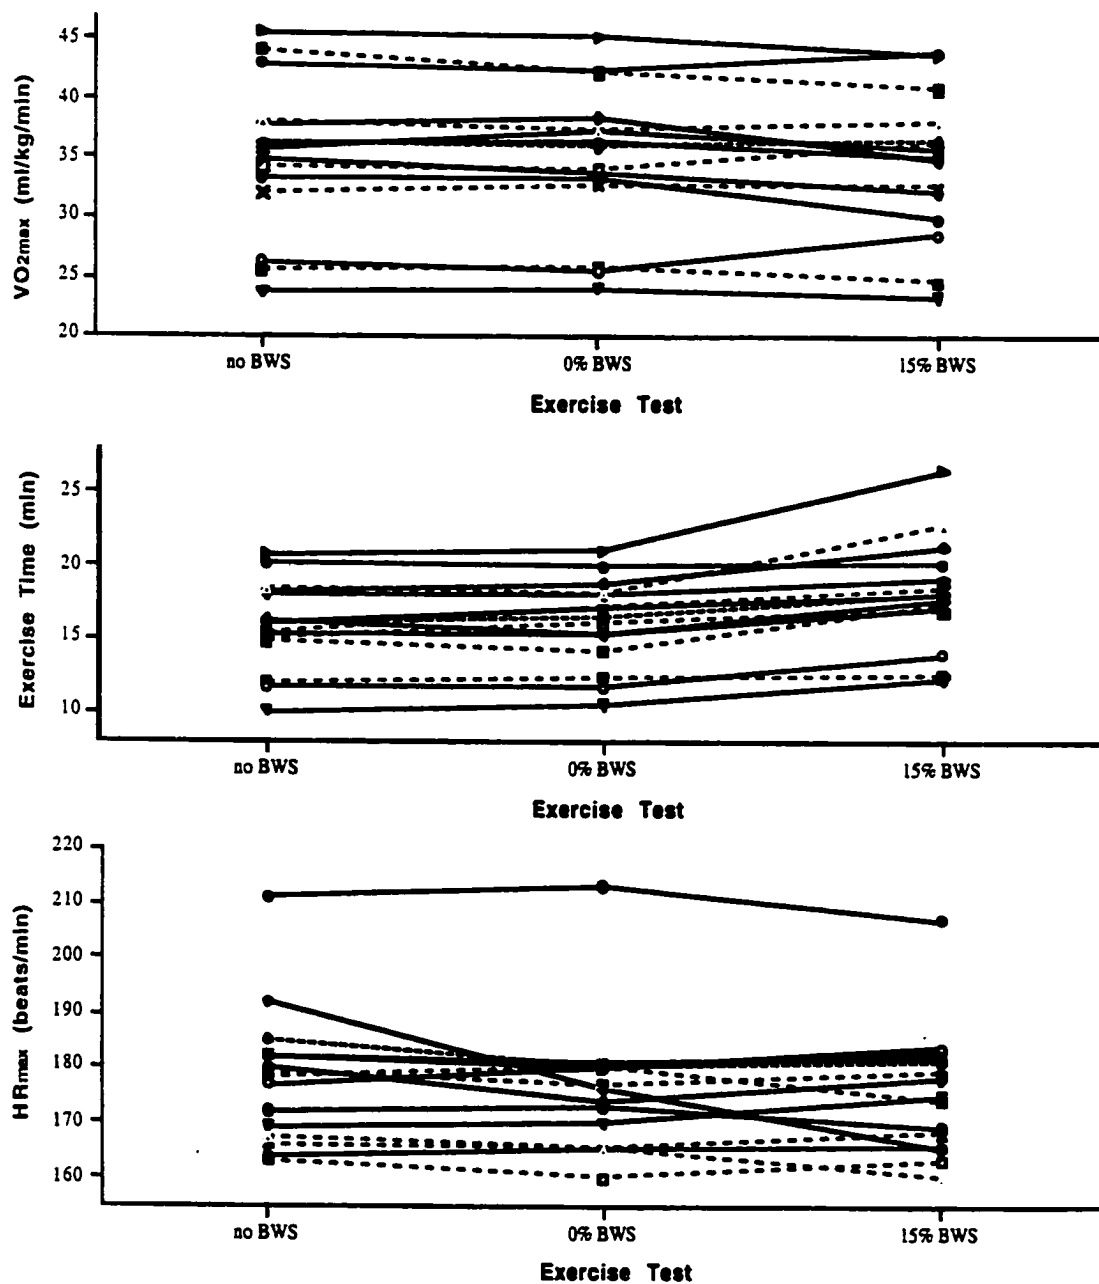 VO2max (ml/kg/min)
45
40
35
30
25
20
no BWS
0% BWS
15% BWS
Exercise Test
Exercise Time (min)
25
20
15
10
no BWS
0% BWS
15% BWS
Exercise Test
HRmax (beats/min)
220
210
200
190
180
170
160
no BWS
0% BWS
15% BWS
Exercise Test